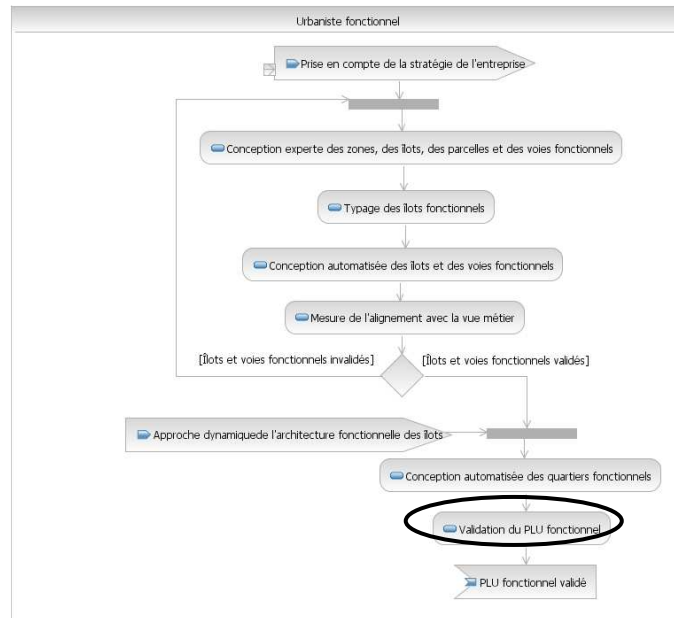 Urbaniste fonctionnel
Prise en compte de la stratégie de l'entreprise
Conception experte des zones, des îlots, des parcelles et des voies fonctionnels
Typage des îlots fonctionnels
Conception automatisée des îlots et des voies fonctionnels
Mesure de l'alignement avec la vue métier
[Îlots et voies fonctionnels invalidés]
[Îlots et voies fonctionnels validés]
Approche dynamiquede l'architecture fonctionnelle des îlots
Conception automatisée des quartiers fonctionnels
Validation du PLU fonctionnel
PLU fonctionnel validé